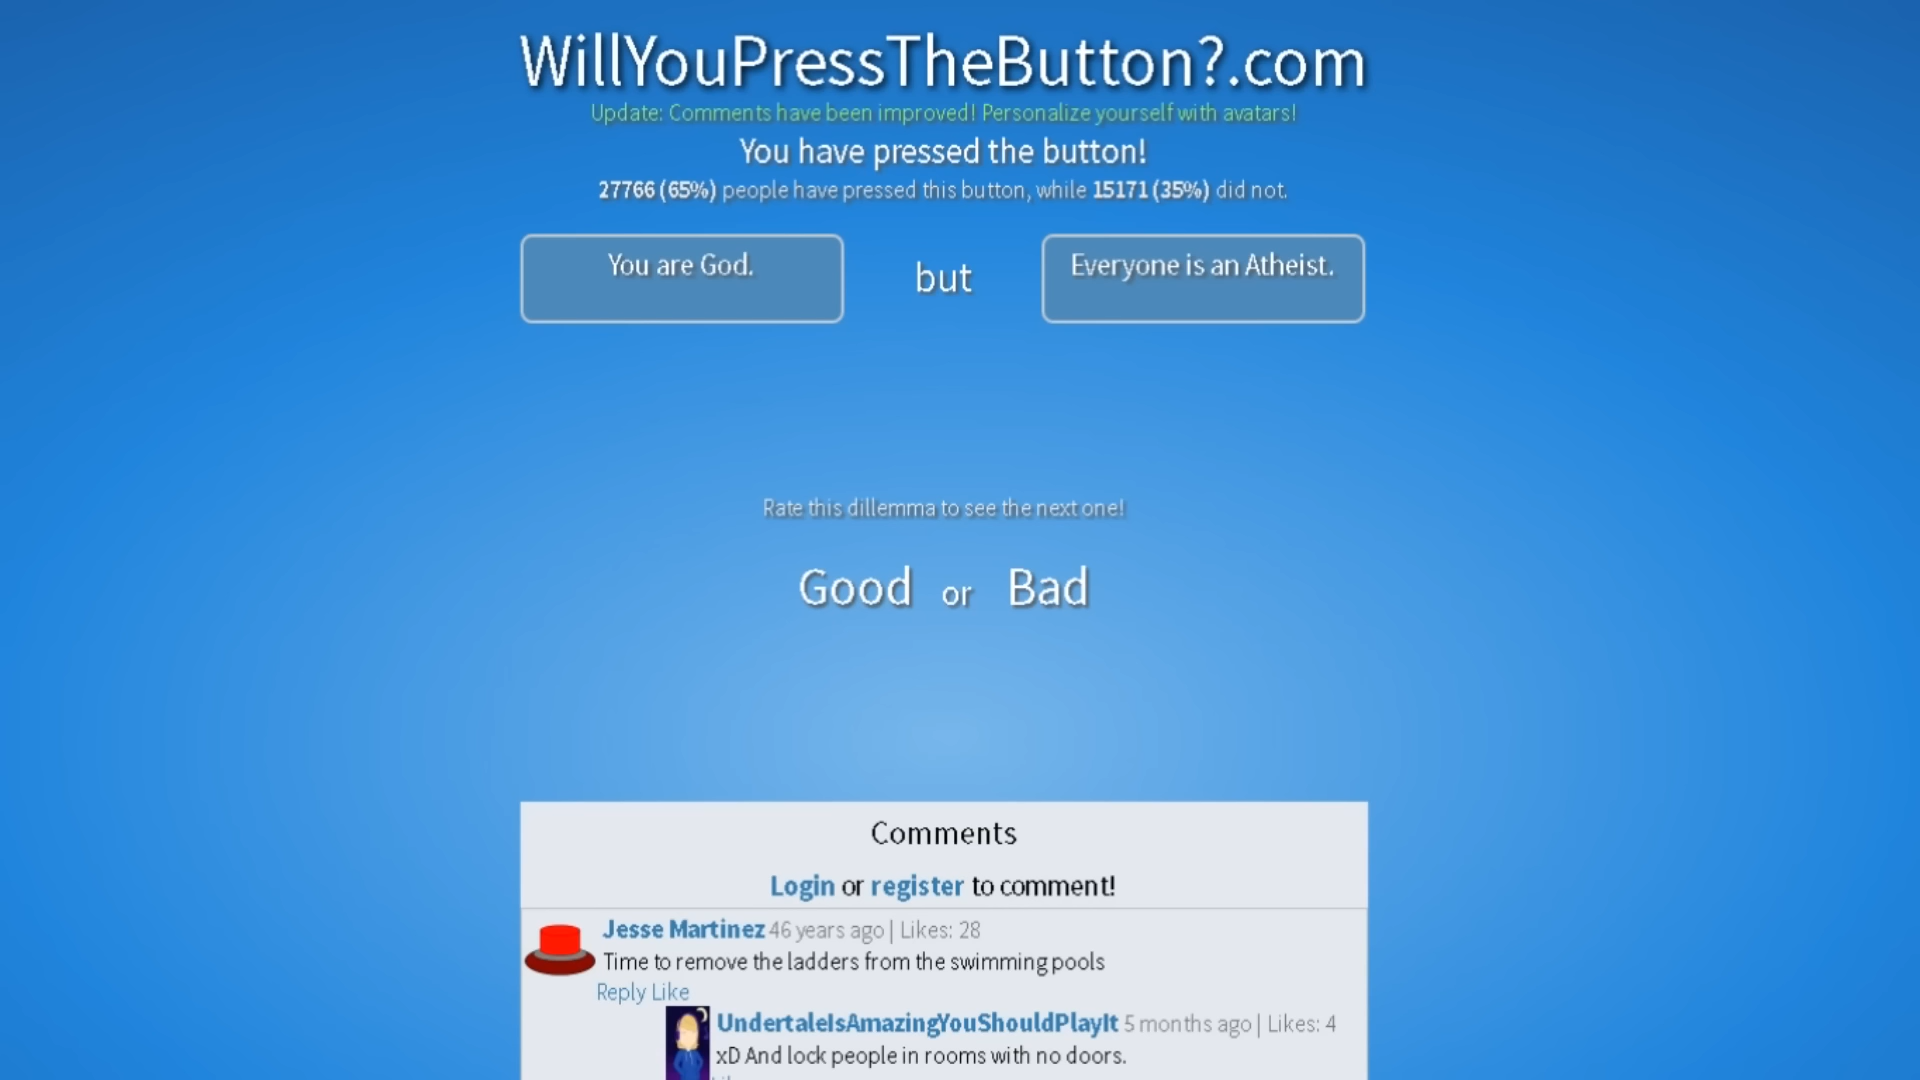 WillYouPressTheButton?.com
Update: Comments have been improved! Personalize yourself with avatars!
You have pressed the button!
27766 (65%) people have pressed this button, while 15171 (35%) did not.
You are God.
but
Everyone is an Atheist.
Rate this dillemma to see the next one!
Good or Bad
Comments
Login or register to comment!
Jesse Martinez 46 years ago | Likes: 28
Time to remove the ladders from the swimming pools
Reply Like
UndertaleIsAmazingYouShouldPlayIt 5 months ago | Likes: 4
xD And lock people in rooms with no doors.